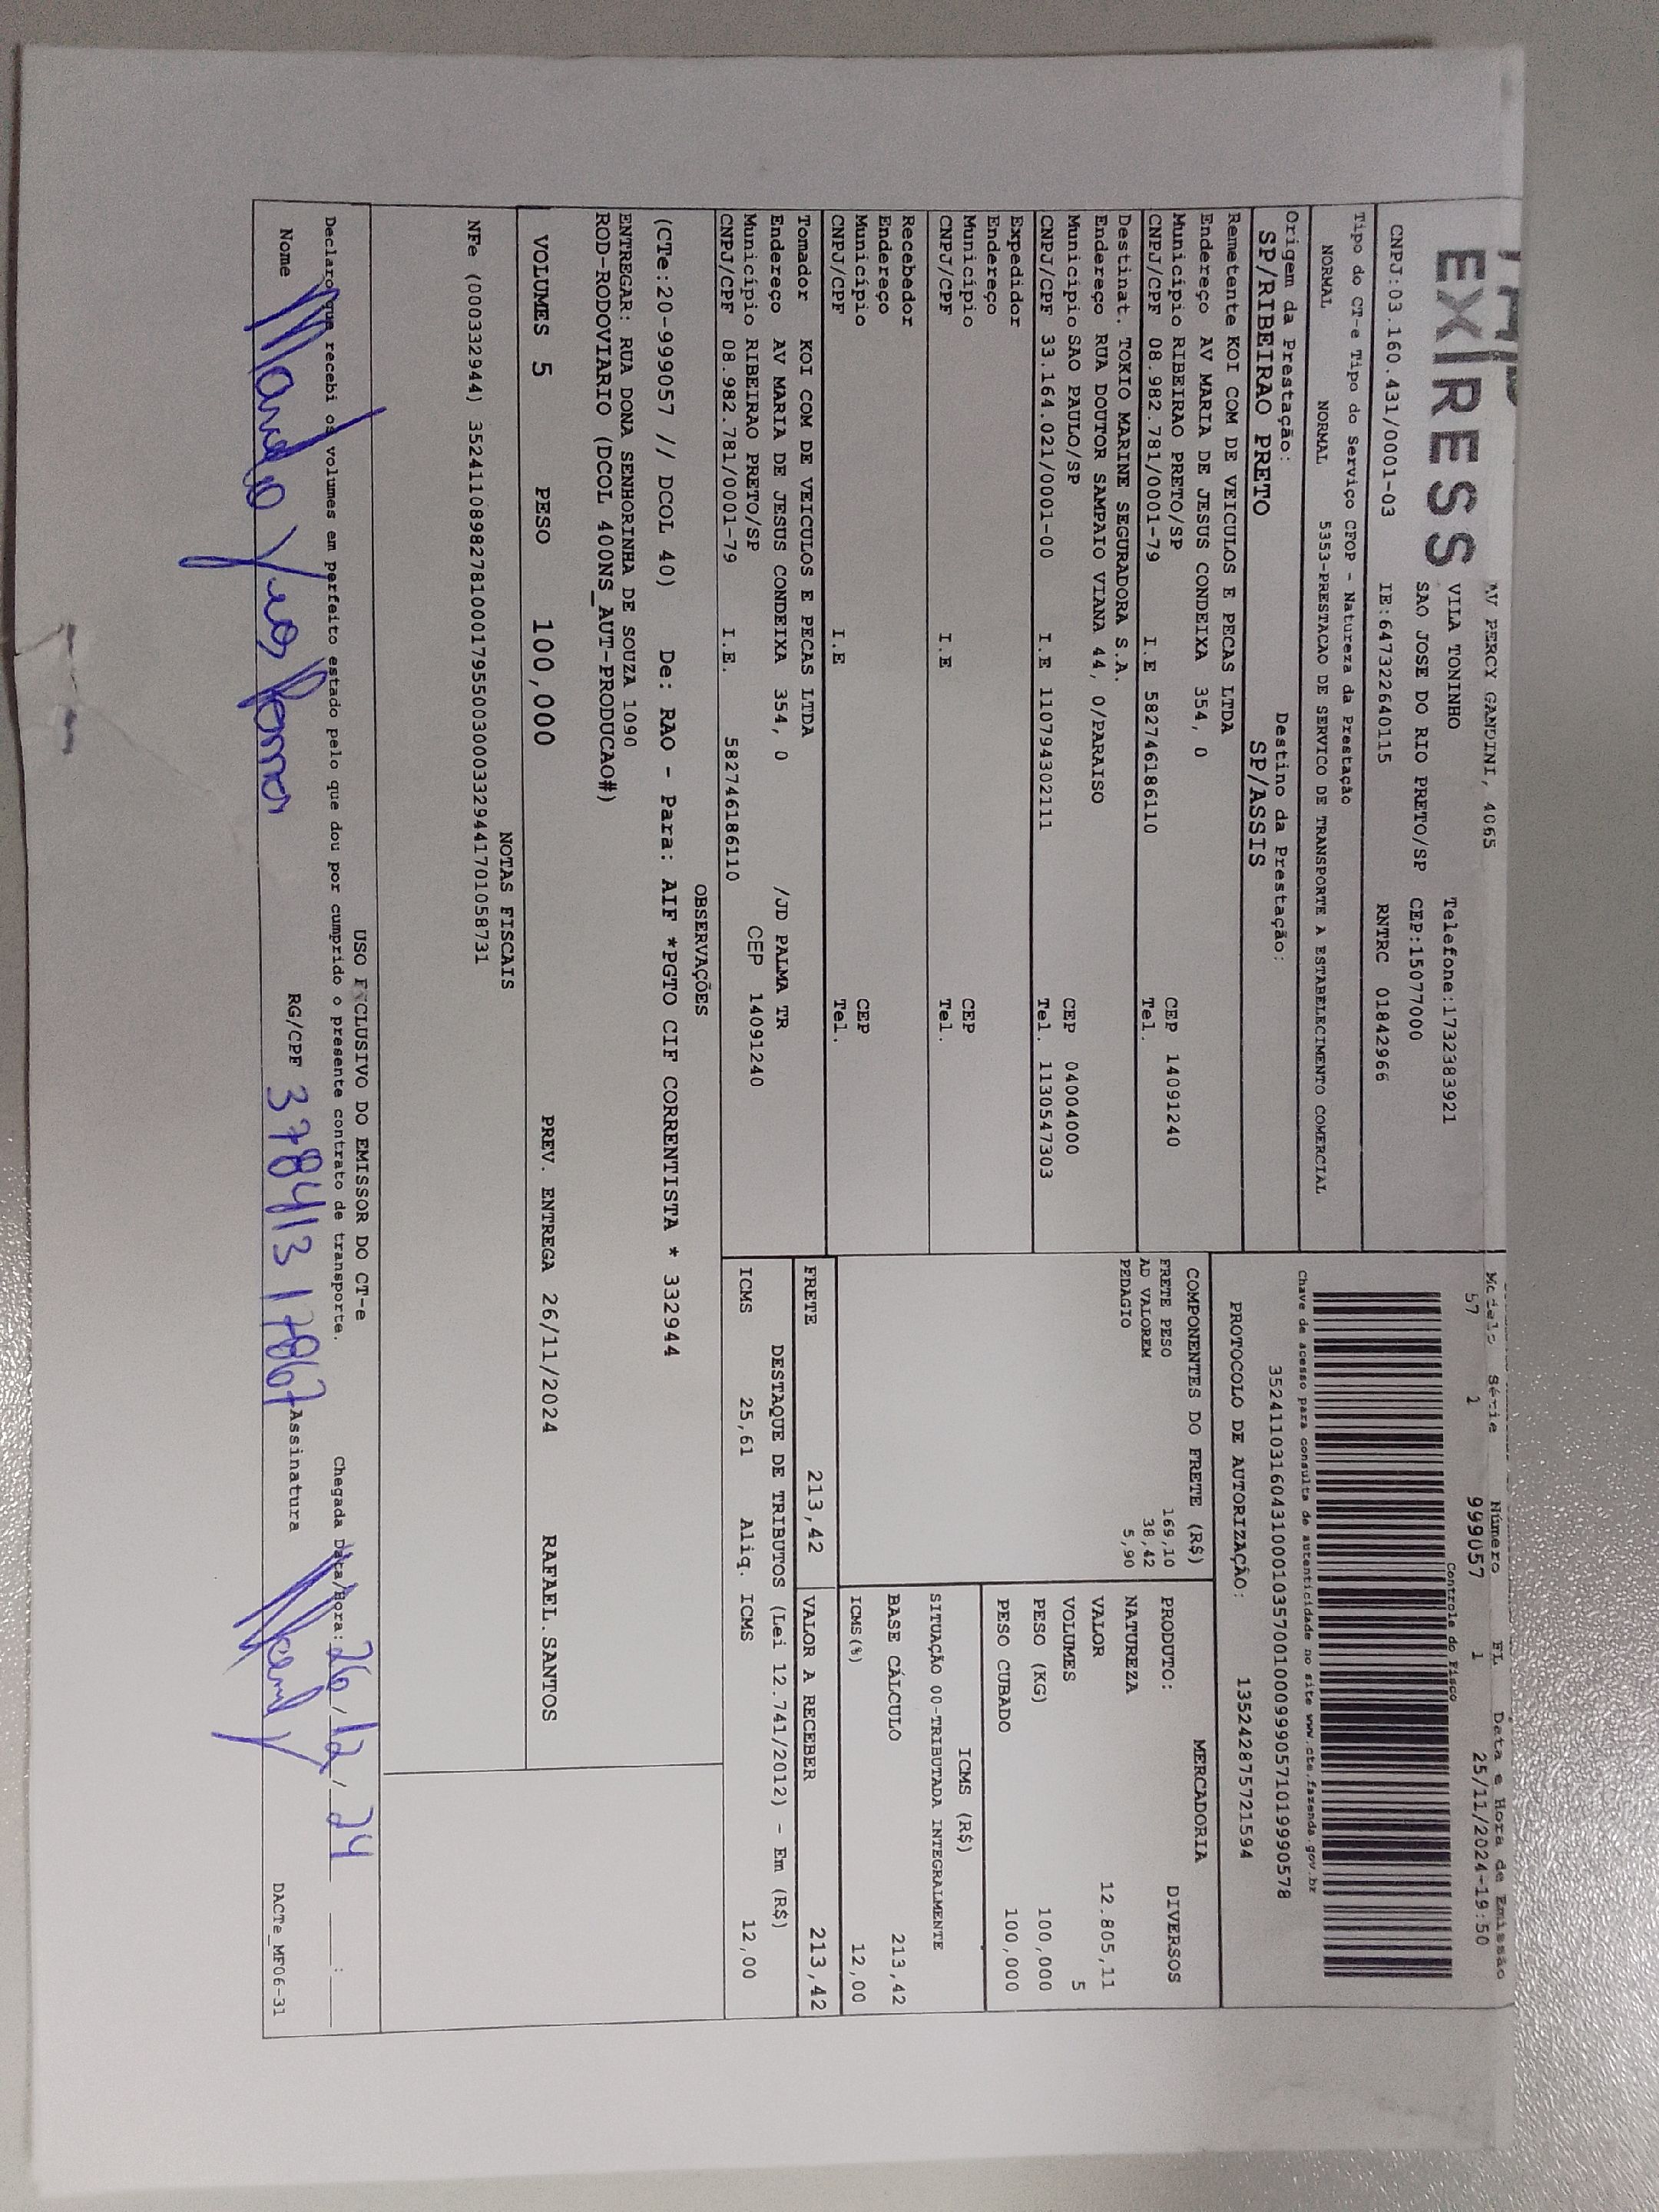 EX|RESS
AV PERCY GANDINI, 4065
VILA TONINHO
Telefone:1732383921
SAO JOSE DO RIO PRETO/SP CEP:15077000
CNPJ:03.160.431/0001-03 IE:647322640115 RNTRC 01842966
Modelo Série Número FL Data e Hora de Emissão
57 1 999057 1 25/11/2024-19:50
Controle do Fisco
Chave de acesso para consulta de autenticidade no site www.cte.fazenda.gov.br
35241103160431000103570010009990571019990578
PROTOCOLO DE AUTORIZAÇÃO: 135242875721594
Tipo do CT-e Tipo do Serviço CFOP - Natureza da Prestação
NORMAL NORMAL 5353-PRESTACAO DE SERVICO DE TRANSPORTE A ESTABELECIMENTO COMERCIAL
Origem da Prestação: Destino da Prestação:
SP/RIBEIRAO PRETO SP/ASSIS
Remetente KOI COM DE VEICULOS E PECAS LTDA
Endereço AV MARIA DE JESUS CONDEIXA 354, 0
Município RIBEIRAO PRETO/SP CEP 14091240
CNPJ/CPF 08.982.781/0001-79 I.E 582746186110 Tel.
Destinat. TOKIO MARINE SEGURADORA S.A.
Endereço RUA DOUTOR SAMPAIO VIANA 44, 0/PARAISO
Município SAO PAULO/SP CEP 04004000
CNPJ/CPF 33.164.021/0001-00 I.E 110794302111 Tel. 1130547303
Expedidor
Endereço
Município CEP
CNPJ/CPF I.E Tel.
Recebedor
Endereço
Município CEP
CNPJ/CPF I.E Tel.
Tomador KOI COM DE VEICULOS E PECAS LTDA
Endereço AV MARIA DE JESUS CONDEIXA 354, 0 /JD PALMA TR
Município RIBEIRAO PRETO/SP CEP 14091240
CNPJ/CPF 08.982.781/0001-79 I.E. 582746186110
COMPONENTES DO FRETE (R$)
FRETE PESO 169,10
AD VALOREM 38,42
PEDAGIO 5,90
MERCADORIA
PRODUTO: DIVERSOS
NATUREZA
VALOR 12.805,11
VOLUMES 5
PESO (KG) 100,000
PESO CUBADO 100,000
ICMS (R$)
SITUAÇÃO 00-TRIBUTADA INTEGRALMENTE
BASE CÁLCULO 213,42
ICMS(%) 12,00
FRETE 213,42 VALOR A RECEBER 213,42
DESTAQUE DE TRIBUTOS (Lei 12.741/2012) - Em (R$)
ICMS 25,61 Aliq. ICMS 12,00
OBSERVAÇÕES
(CTe:20-999057 // DCOL 40) De: RAO - Para: AIF *PGTO CIF CORRENTISTA * 332944
ENTREGAR: RUA DONA SENHORINHA DE SOUZA 1090
ROD-RODOVIARIO (DCOL 400NS_AUT-PRODUCAO#)
VOLUMES 5 PESO 100,000 PREV. ENTREGA 26/11/2024 RAFAEL.SANTOS
NOTAS FISCAIS
NFe (000332944) 35241108982781000179550030003329441701058731
USO EXCLUSIVO DO EMISSOR DO CT-e
Declaro que recebi os volumes em perfeito estado pelo que dou por cumprido o presente contrato de transporte. Chegada Data/Hora: 26/12/24 :
Nome RG/CPF 37841317867 Assinatura
DACTe_MF06-31